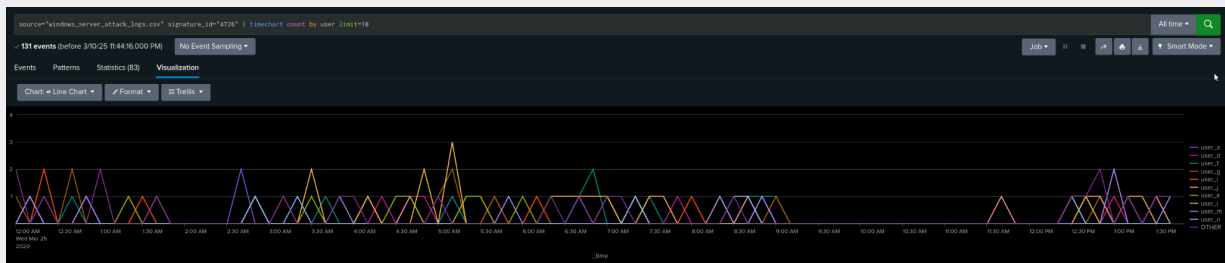 source="windows_server_attack_logs.csv" signature_id="4726" | timechart count by user limit=10
All time
131 events (before 3/10/25 11:44:16.000 PM)
No Event Sampling
Job
Smart Mode
Events Patterns Statistics (83) Visualization
Chart: Line Chart
Format
Trellis
4
3
2
1
user_a
user_d
user_f
user_g
user_i
user_j
user_k
user_l
user_m
user_n
OTHER
12:00 AM 12:30 AM 1:00 AM 1:30 AM 2:00 AM 2:30 AM 3:00 AM 3:30 AM 4:00 AM 4:30 AM 5:00 AM 5:30 AM 6:00 AM 6:30 AM 7:00 AM 7:30 AM 8:00 AM 8:30 AM 9:00 AM 9:30 AM 10:00 AM 10:30 AM 11:00 AM 11:30 AM 12:00 PM 12:30 PM 1:00 PM 1:30 PM
Wed Mar 25
2020
_time